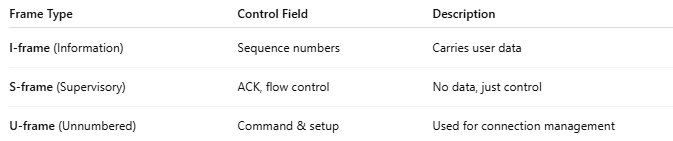 Frame Type Control Field Description
I-frame (Information) Sequence numbers Carries user data
S-frame (Supervisory) ACK, flow control No data, just control
U-frame (Unnumbered) Command & setup Used for connection management